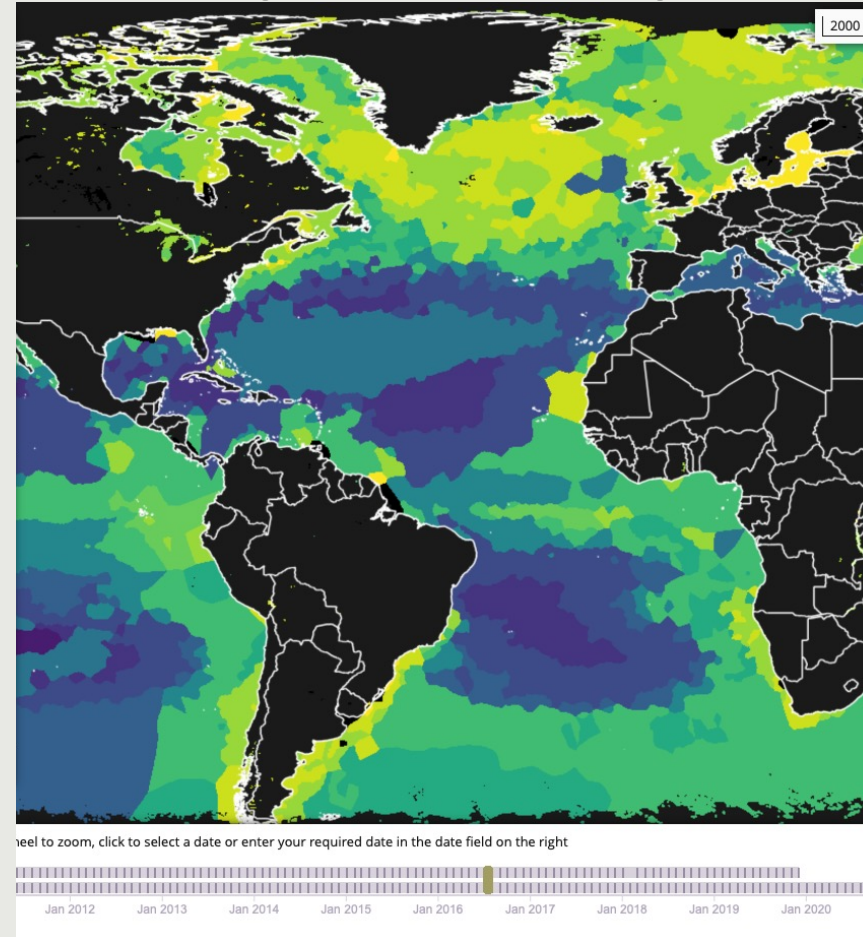 2000
heel to zoom, click to select a date or enter your required date in the date field on the right
Jan 2012 Jan 2013 Jan 2014 Jan 2015 Jan 2016 Jan 2017 Jan 2018 Jan 2019 Jan 2020